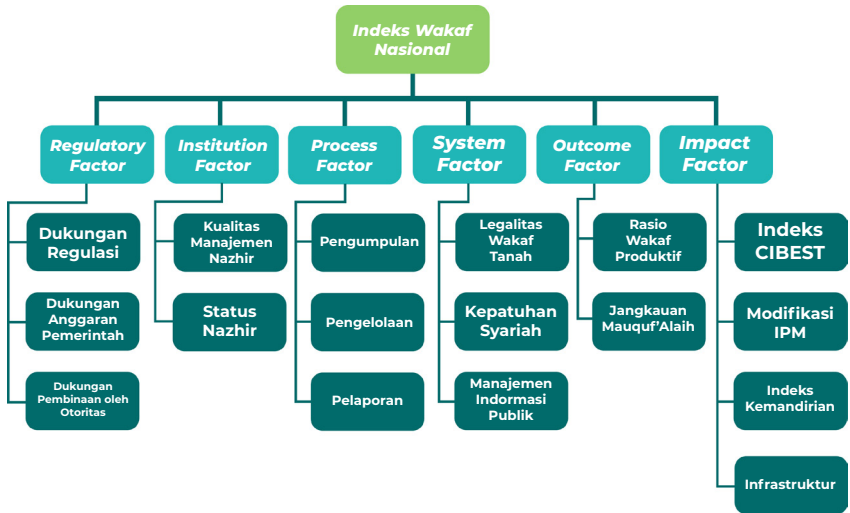 Indeks Wakaf
Nasional
Regulatory
Factor
Institution
Factor
Process
Factor
System
Factor
Outcome
Factor
Impact
Factor
Dukungan
Regulasi
Dukungan
Anggaran
Pemerintah
Dukungan
Pembinaan oleh
Otoritas
Kualitas
Manajemen
Nazhir
Status
Nazhir
Pengumpulan
Pengelolaan
Pelaporan
Legalitas
Wakaf
Tanah
Kepatuhan
Syariah
Manajemen
Indormasi
Publik
Rasio
Wakaf
Produktif
Jangkauan
Mauquf’Alaih
Indeks
CIBEST
Modifikasi
IPM
Indeks
Kemandirian
Infrastruktur